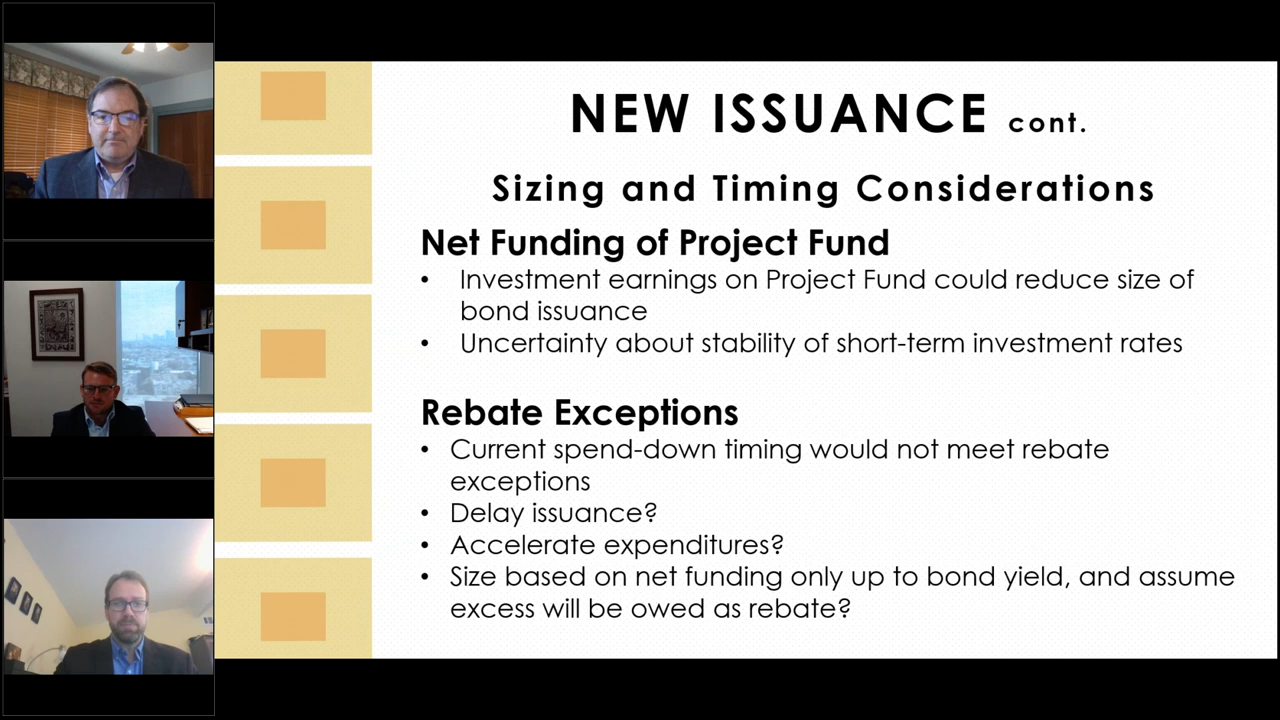 NEW ISSUANCE cont.
Sizing and Timing Considerations
Net Funding of Project Fund
• Investment earnings on Project Fund could reduce size of
bond issuance
• Uncertainty about stability of short-term investment rates
Rebate Exceptions
• Current spend-down timing would not meet rebate
exceptions
• Delay issuance?
• Accelerate expenditures?
• Size based on net funding only up to bond yield, and assume
excess will be owed as rebate?